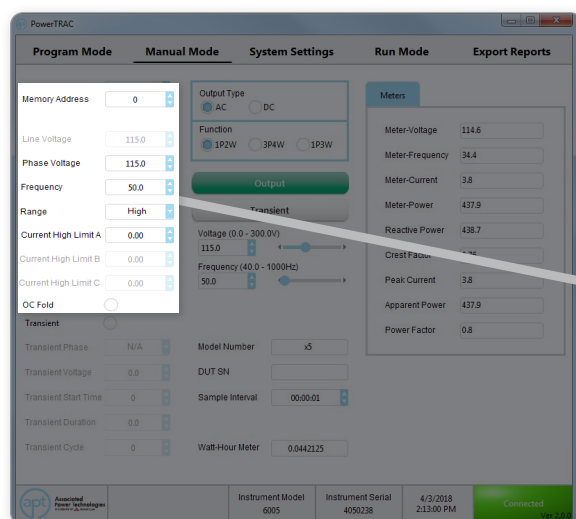 PowerTRAC
Program Mode Manual Mode System Settings Run Mode Export Reports
Memory Address 0
Line Voltage 115.0
Phase Voltage 115.0
Frequency 50.0
Range High
Current High Limit A 0.00
Current High Limit B 0.00
Current High Limit C 0.00
OC Fold
Transient
Transient Phase N/A
Transient Voltage 0.0
Transient Start Time 0
Transient Duration 0.0
Transient Cycle 0
Output Type
AC DC
Function
1P2W 3P4W 1P3W
Output
Transient
Voltage (0.0 - 300.0V)
115.0
Frequency (40.0 - 1000Hz)
50.0
Model Number x5
DUT SN
Sample Interval 00:00:01
Watt-Hour Meter 0.0442125
Meters
Meter-Voltage 114.6
Meter-Frequency 34.4
Meter-Current 3.8
Meter-Power 437.9
Reactive Power 438.7
Crest Factor
Peak Current 3.8
Apparent Power 437.9
Power Factor 0.8
apt Associated Power Technologies
Instrument Model
6005
Instrument Serial
4050238
4/3/2018
2:13:00 PM
Connected
Ver 2.0.0